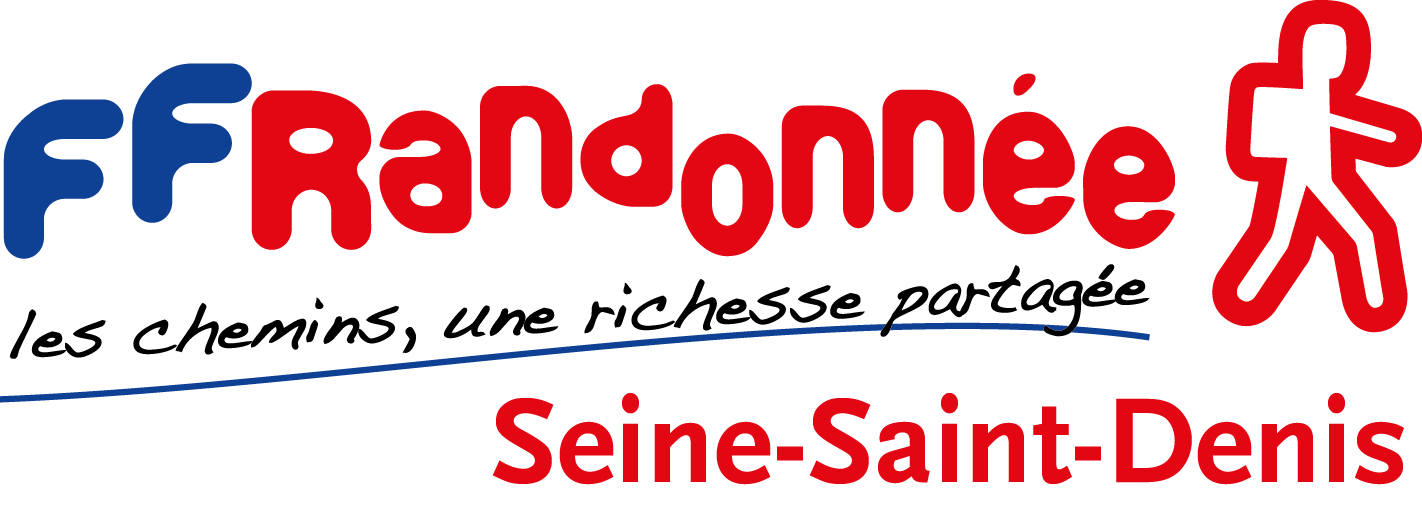 FFRandonnée
les chemins, une richesse partagée
Seine-Saint-Denis